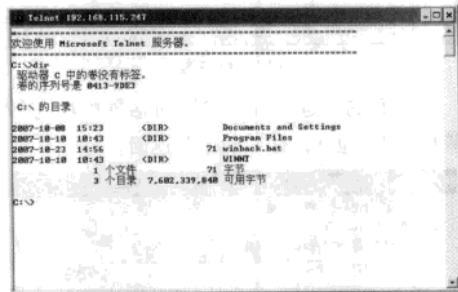 Telnet 192.168.115.247
欢迎使用 Microsoft Telnet 服务器。
C:\>dir
驱动器 C 中的卷没有标签。
卷的序列号是 0413-9DE3
C:\ 的目录
2007-10-08 15:23 <DIR> Documents and Settings
2007-10-10 10:43 <DIR> Program Files
2007-10-23 14:56 71 winback.bat
2007-10-10 10:43 <DIR> WINNT
1 个文件 71 字节
3 个目录 7,602,339,840 可用字节
C:\>